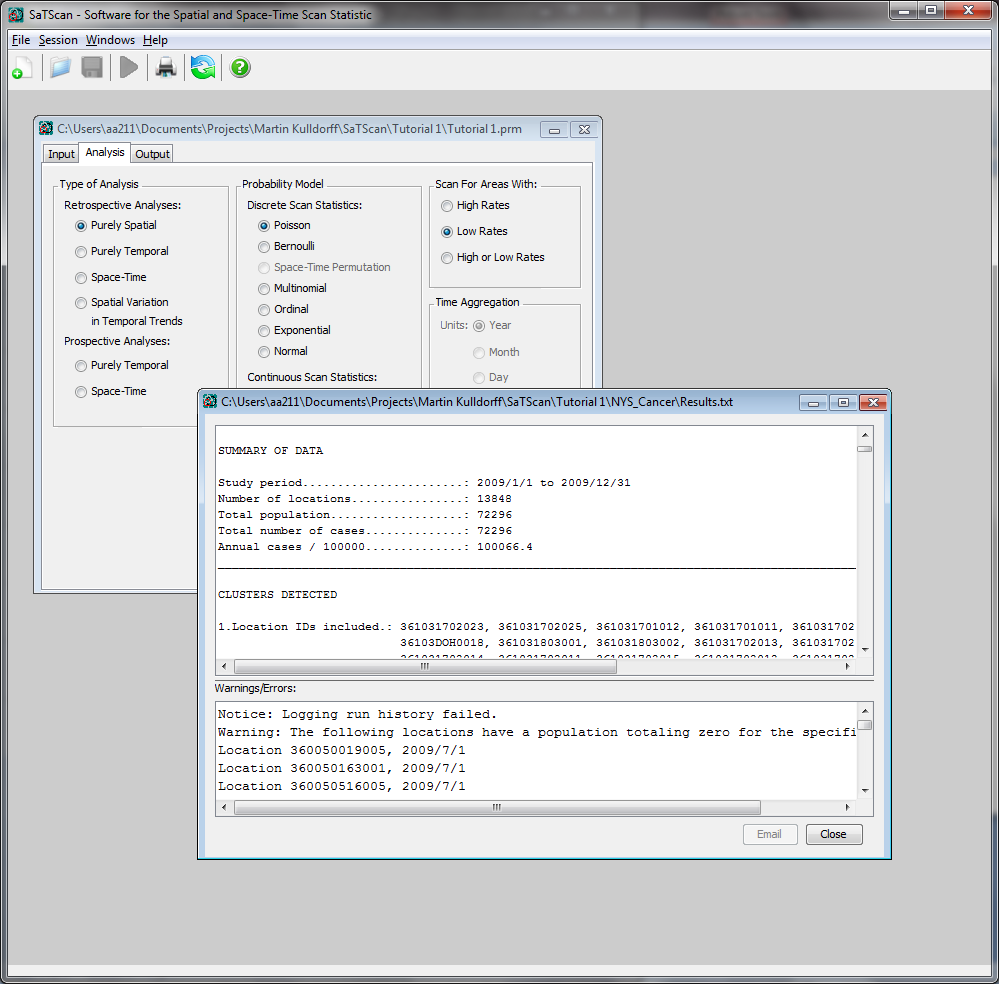 SaTScan - Software for the Spatial and Space-Time Scan Statistic
File Session Windows Help
C:\Users\aa211\Documents\Projects\Martin Kulldorff\SaTScan\Tutorial 1\Tutorial 1.prm
Input Analysis Output
Type of Analysis
Retrospective Analyses:
Purely Spatial
Purely Temporal
Space-Time
Spatial Variation
in Temporal Trends
Prospective Analyses:
Purely Temporal
Space-Time
Probability Model
Discrete Scan Statistics:
Poisson
Bernoulli
Space-Time Permutation
Multinomial
Ordinal
Exponential
Normal
Continuous Scan Statistics:
Scan For Areas With:
High Rates
Low Rates
High or Low Rates
Time Aggregation
Units: Year
Month
Day
C:\Users\aa211\Documents\Projects\Martin Kulldorff\SaTScan\Tutorial 1\NYS_Cancer\Results.txt
SUMMARY OF DATA
Study period.......................: 2009/1/1 to 2009/12/31
Number of locations................: 13848
Total population...................: 72296
Total number of cases..............: 72296
Annual cases / 100000..............: 100066.4
CLUSTERS DETECTED
1.Location IDs included.: 361031702023, 361031702025, 361031701012, 361031701011, 361031702
36103DOH0018, 361031803001, 361031803002, 361031702013, 361031702
Warnings/Errors:
Notice: Logging run history failed.
Warning: The following locations have a population totaling zero for the specifi
Location 360050019005, 2009/7/1
Location 360050163001, 2009/7/1
Location 360050516005, 2009/7/1
Email Close